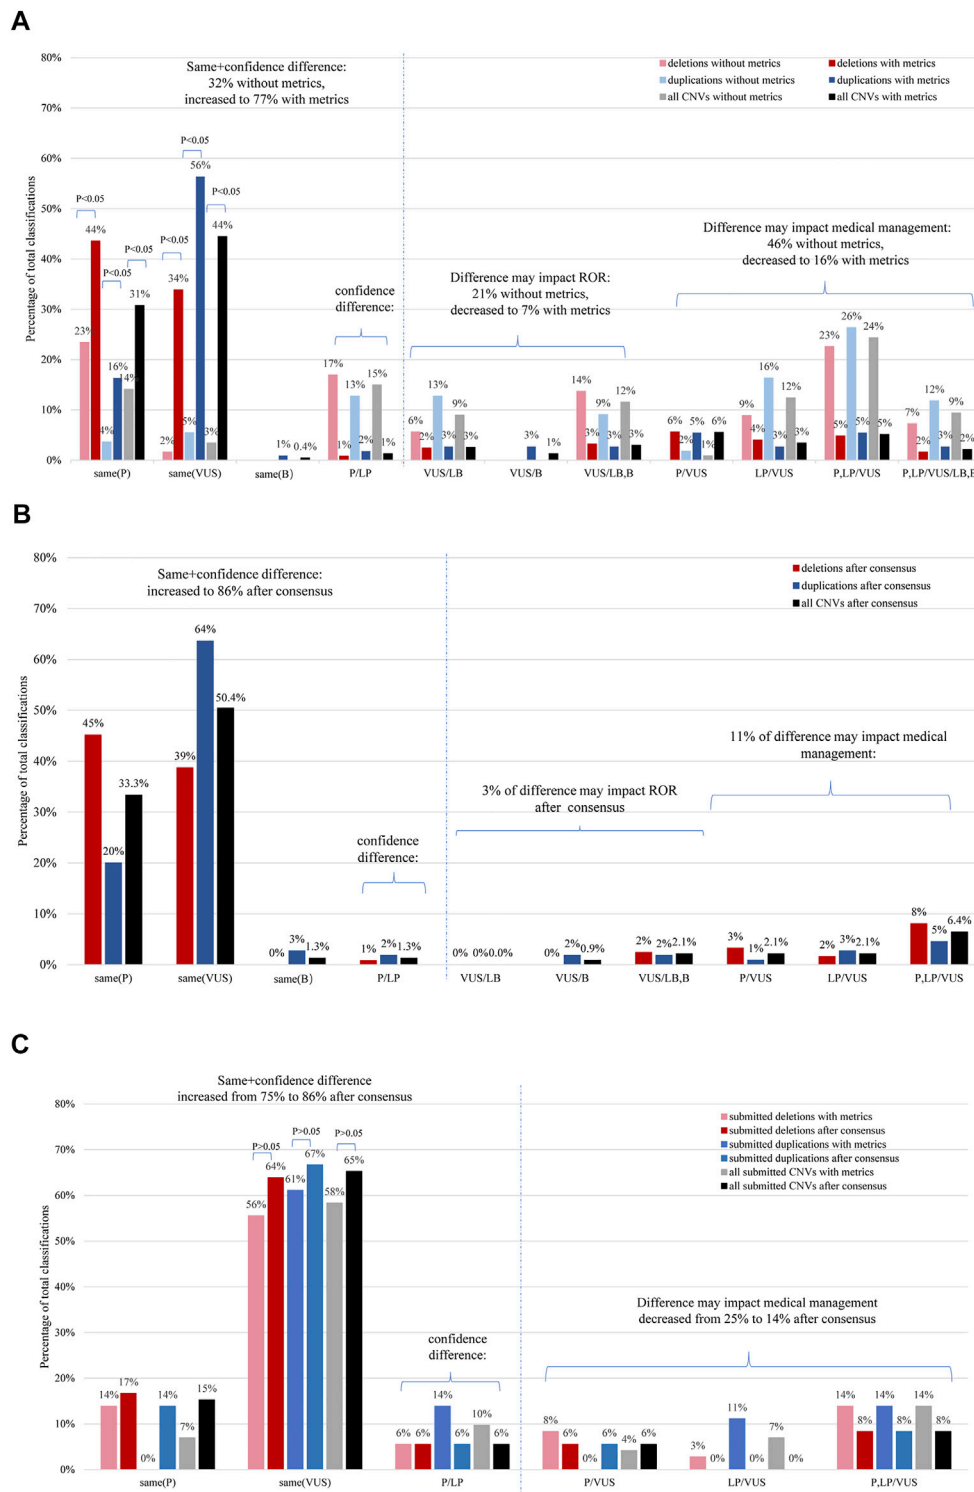 A
80%
70%
60%
50%
40%
30%
20%
10%
0%
Percentage of total classifications
Same+confidence difference:
32% without metrics,
increased to 77% with metrics
deletions without metrics
deletions with metrics
duplications without metrics
duplications with metrics
all CNVs without metrics
all CNVs with metrics
confidence
difference:
Difference may impact ROR:
21% without metrics,
decreased to 7% with metrics
Difference may impact medical management:
46% without metrics,
decreased to 16% with metrics
P<0.05
P<0.05
P<0.05
P<0.05
P<0.05
P<0.05
23% 44% 4% 16% 14% 31%
2% 34% 5% 56% 3% 44%
1% 0.4%
17% 1% 13% 2% 15% 1%
6% 2% 13% 3% 9% 3%
3% 1%
14% 3% 9% 3% 12% 3%
6% 2% 5% 1% 6%
9% 4% 16% 3% 12% 3%
23% 5% 26% 5% 24% 5%
7% 2% 12% 3% 9% 2%
same(P) same(VUS) same(B) P/LP VUS/LB VUS/B VUS/LB,B P/VUS LP/VUS P,LP/VUS P,LP/VUS/LB,B
B
80%
70%
60%
50%
40%
30%
20%
10%
0%
Percentage of total classifications
Same+confidence difference:
increased to 86% after consensus
deletions after consensus
duplications after consensus
all CNVs after consensus
confidence
difference:
3% of difference may impact ROR
after consensus
11% of difference may impact medical
management:
45% 20% 33.3%
39% 64% 50.4%
0% 3% 1.3%
1% 2% 1.3%
0% 0% 0.0%
0% 2% 0.9%
2% 2% 2.1%
3% 1% 2.1%
2% 3% 2.1%
8% 5% 6.4%
same(P) same(VUS) same(B) P/LP VUS/LB VUS/B VUS/LB,B P/VUS LP/VUS P,LP/VUS
C
80%
70%
60%
50%
40%
30%
20%
10%
0%
Percentage of total classifications
Same+confidence difference
increased from 75% to 86% after consensus
submitted deletions with metrics
submitted deletions after consensus
submitted duplications with metrics
submitted duplications after consensus
all submitted CNVs with metrics
all submitted CNVs after consensus
P>0.05
P>0.05
P>0.05
confidence
difference:
Difference may impact medical management
decreased from 25% to 14% after consensus
14% 17% 0% 14% 7% 15%
56% 64% 61% 67% 58% 65%
6% 6% 14% 6% 10% 6%
8% 6% 0% 6% 4% 6%
3% 0% 11% 0% 7% 0%
14% 8% 14% 8% 14% 8%
same(P) same(VUS) P/LP P/VUS LP/VUS P,LP/VUS